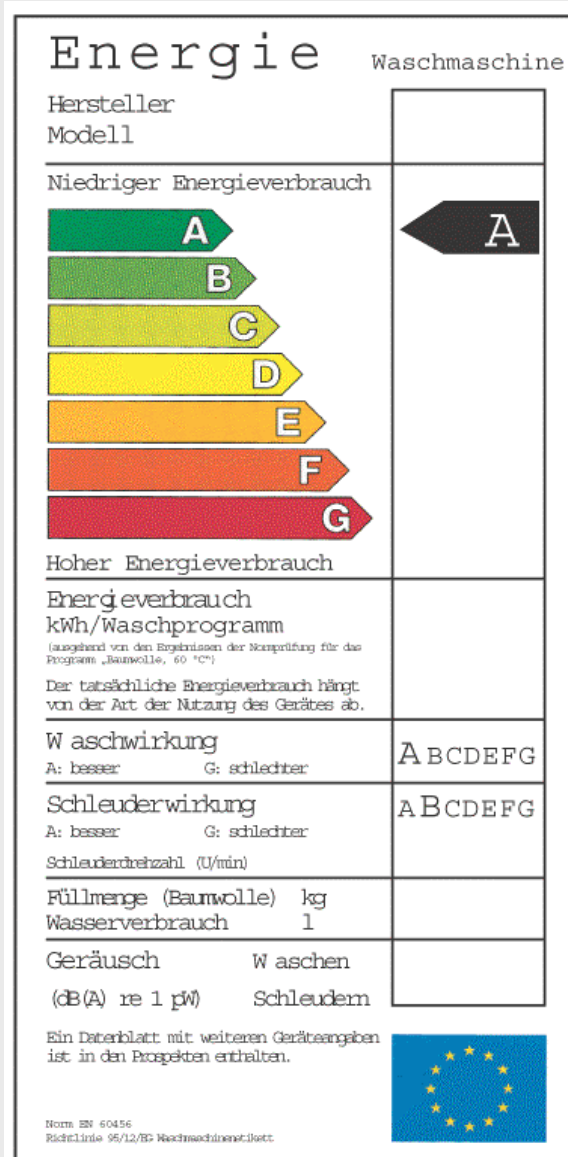 Energie Waschmaschine
Hersteller
Modell
Niedriger Energieverbrauch
A A
B
C
D
E
F
G
Hoher Energieverbrauch
Energieverbrauch
kWh/Waschprogramm
(ausgehend von den Ergebnissen der Normprüfung für das
Programm „Baumwolle, 60 °C")
Der tatsächliche Energieverbrauch hängt
von der Art der Nutzung des Gerätes ab.
Waschwirkung ABCDEFG
A: besser G: schlechter
Schleuderwirkung ABCDEFG
A: besser G: schlechter
Schleuderdrehzahl (U/min)
Füllmenge (Baumwolle) kg
Wasserverbrauch l
Geräusch Waschen
(dB(A) re 1 pW) Schleudern
Ein Datenblatt mit weiteren Geräteangaben
ist in den Prospekten enthalten.
Norm EN 60456
Richtlinie 95/12/EG Waschmaschinenetikett